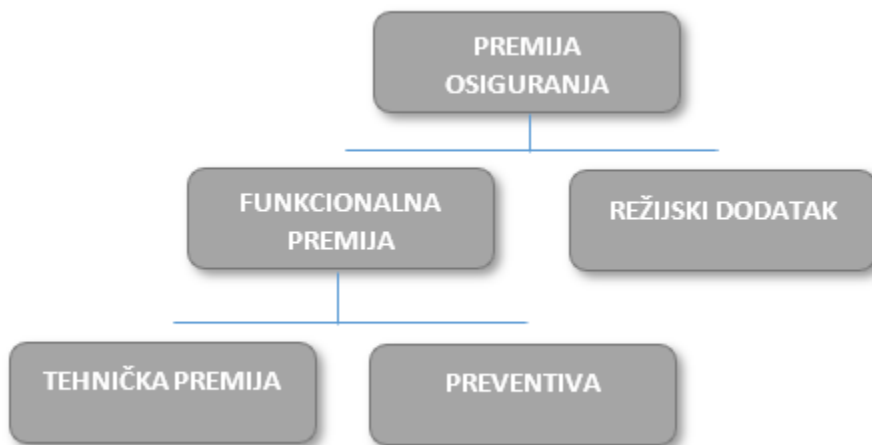 PREMIJA
OSIGURANJA
FUNKCIONALNA
PREMIJA
REŽIJSKI DODATAK
TEHNIČKA PREMIJA
PREVENTIVA